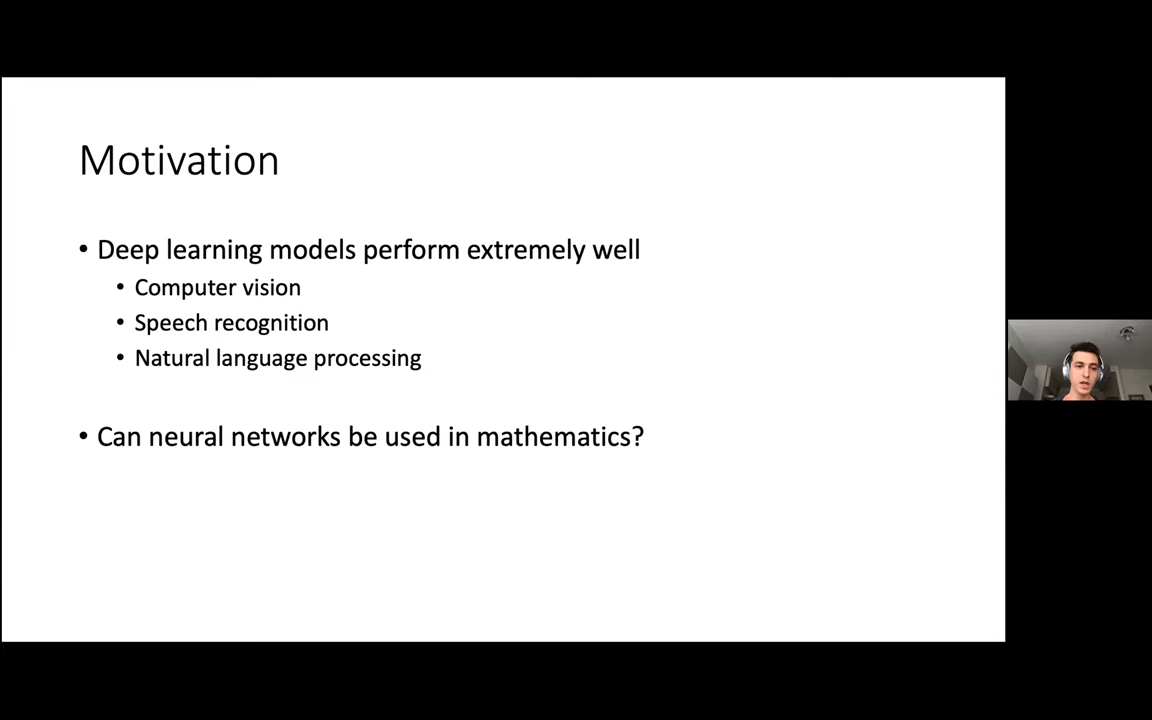 Motivation
• Deep learning models perform extremely well
• Computer vision
• Speech recognition
• Natural language processing
• Can neural networks be used in mathematics?